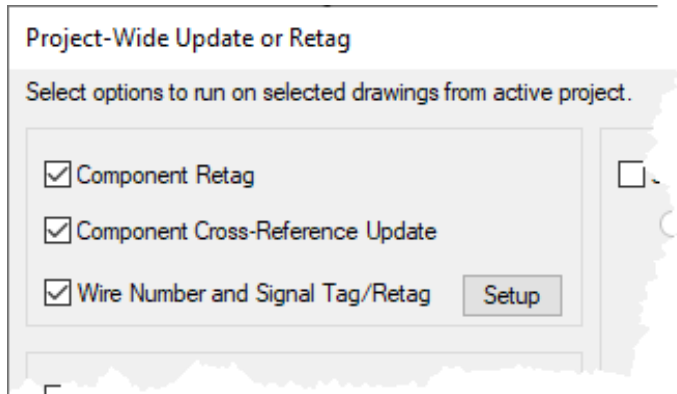 Project-Wide Update or Retag
Select options to run on selected drawings from active project.
Component Retag
Component Cross-Reference Update
Wire Number and Signal Tag/Retag
Setup